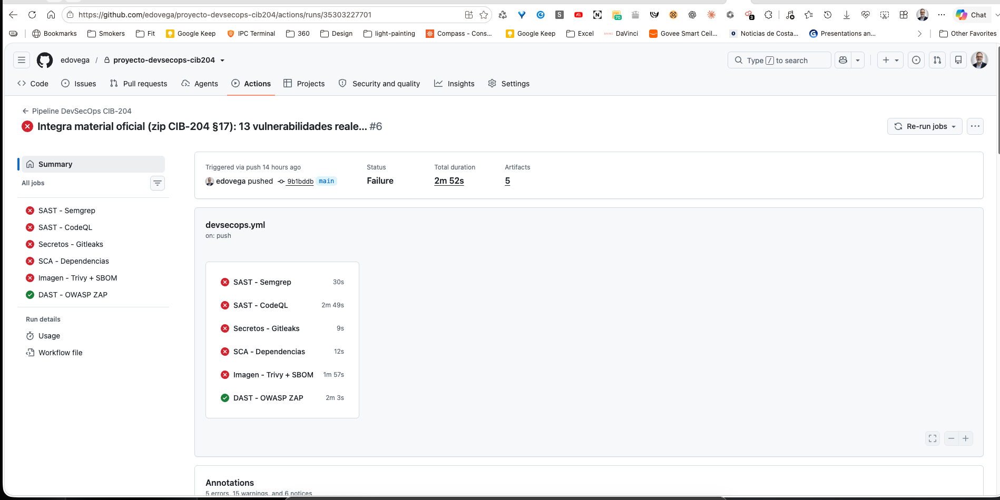 https://github.com/edovega/proyecto-devsecops-cib204/actions/runs/35303227701
S
N
70
3
Chat
Bookmarks
Smokers
Fit
Google Keep
IPC Terminal
360
Design
light-painting
Compass - Cons...
Google Keep
Excel
DaVinci
Govee Smart Ceil...
Noticias de Costa...
Presentations an...
Other Favorites
edovega / proyecto-devsecops-cib204
Type / to search
Code
Issues
Pull requests
Agents
Actions
Projects
Security and quality
Insights
Settings
Pipeline DevSecOps CIB-204
Integra material oficial (zip CIB-204 §17): 13 vulnerabilidades reale... #6
Re-run jobs
Summary
All jobs
SAST - Semgrep
SAST - CodeQL
Secretos - Gitleaks
SCA - Dependencias
Imagen - Trivy + SBOM
DAST - OWASP ZAP
Run details
Usage
Workflow file
Triggered via push 14 hours ago
edovega pushed 9b1bddb main
Status
Failure
Total duration
2m 52s
Artifacts
5
devsecops.yml
on: push
SAST - Semgrep 30s
SAST - CodeQL 2m 49s
Secretos - Gitleaks 9s
SCA - Dependencias 12s
Imagen - Trivy + SBOM 1m 57s
DAST - OWASP ZAP 2m 3s
Annotations
5 errors, 15 warnings, and 6 notices